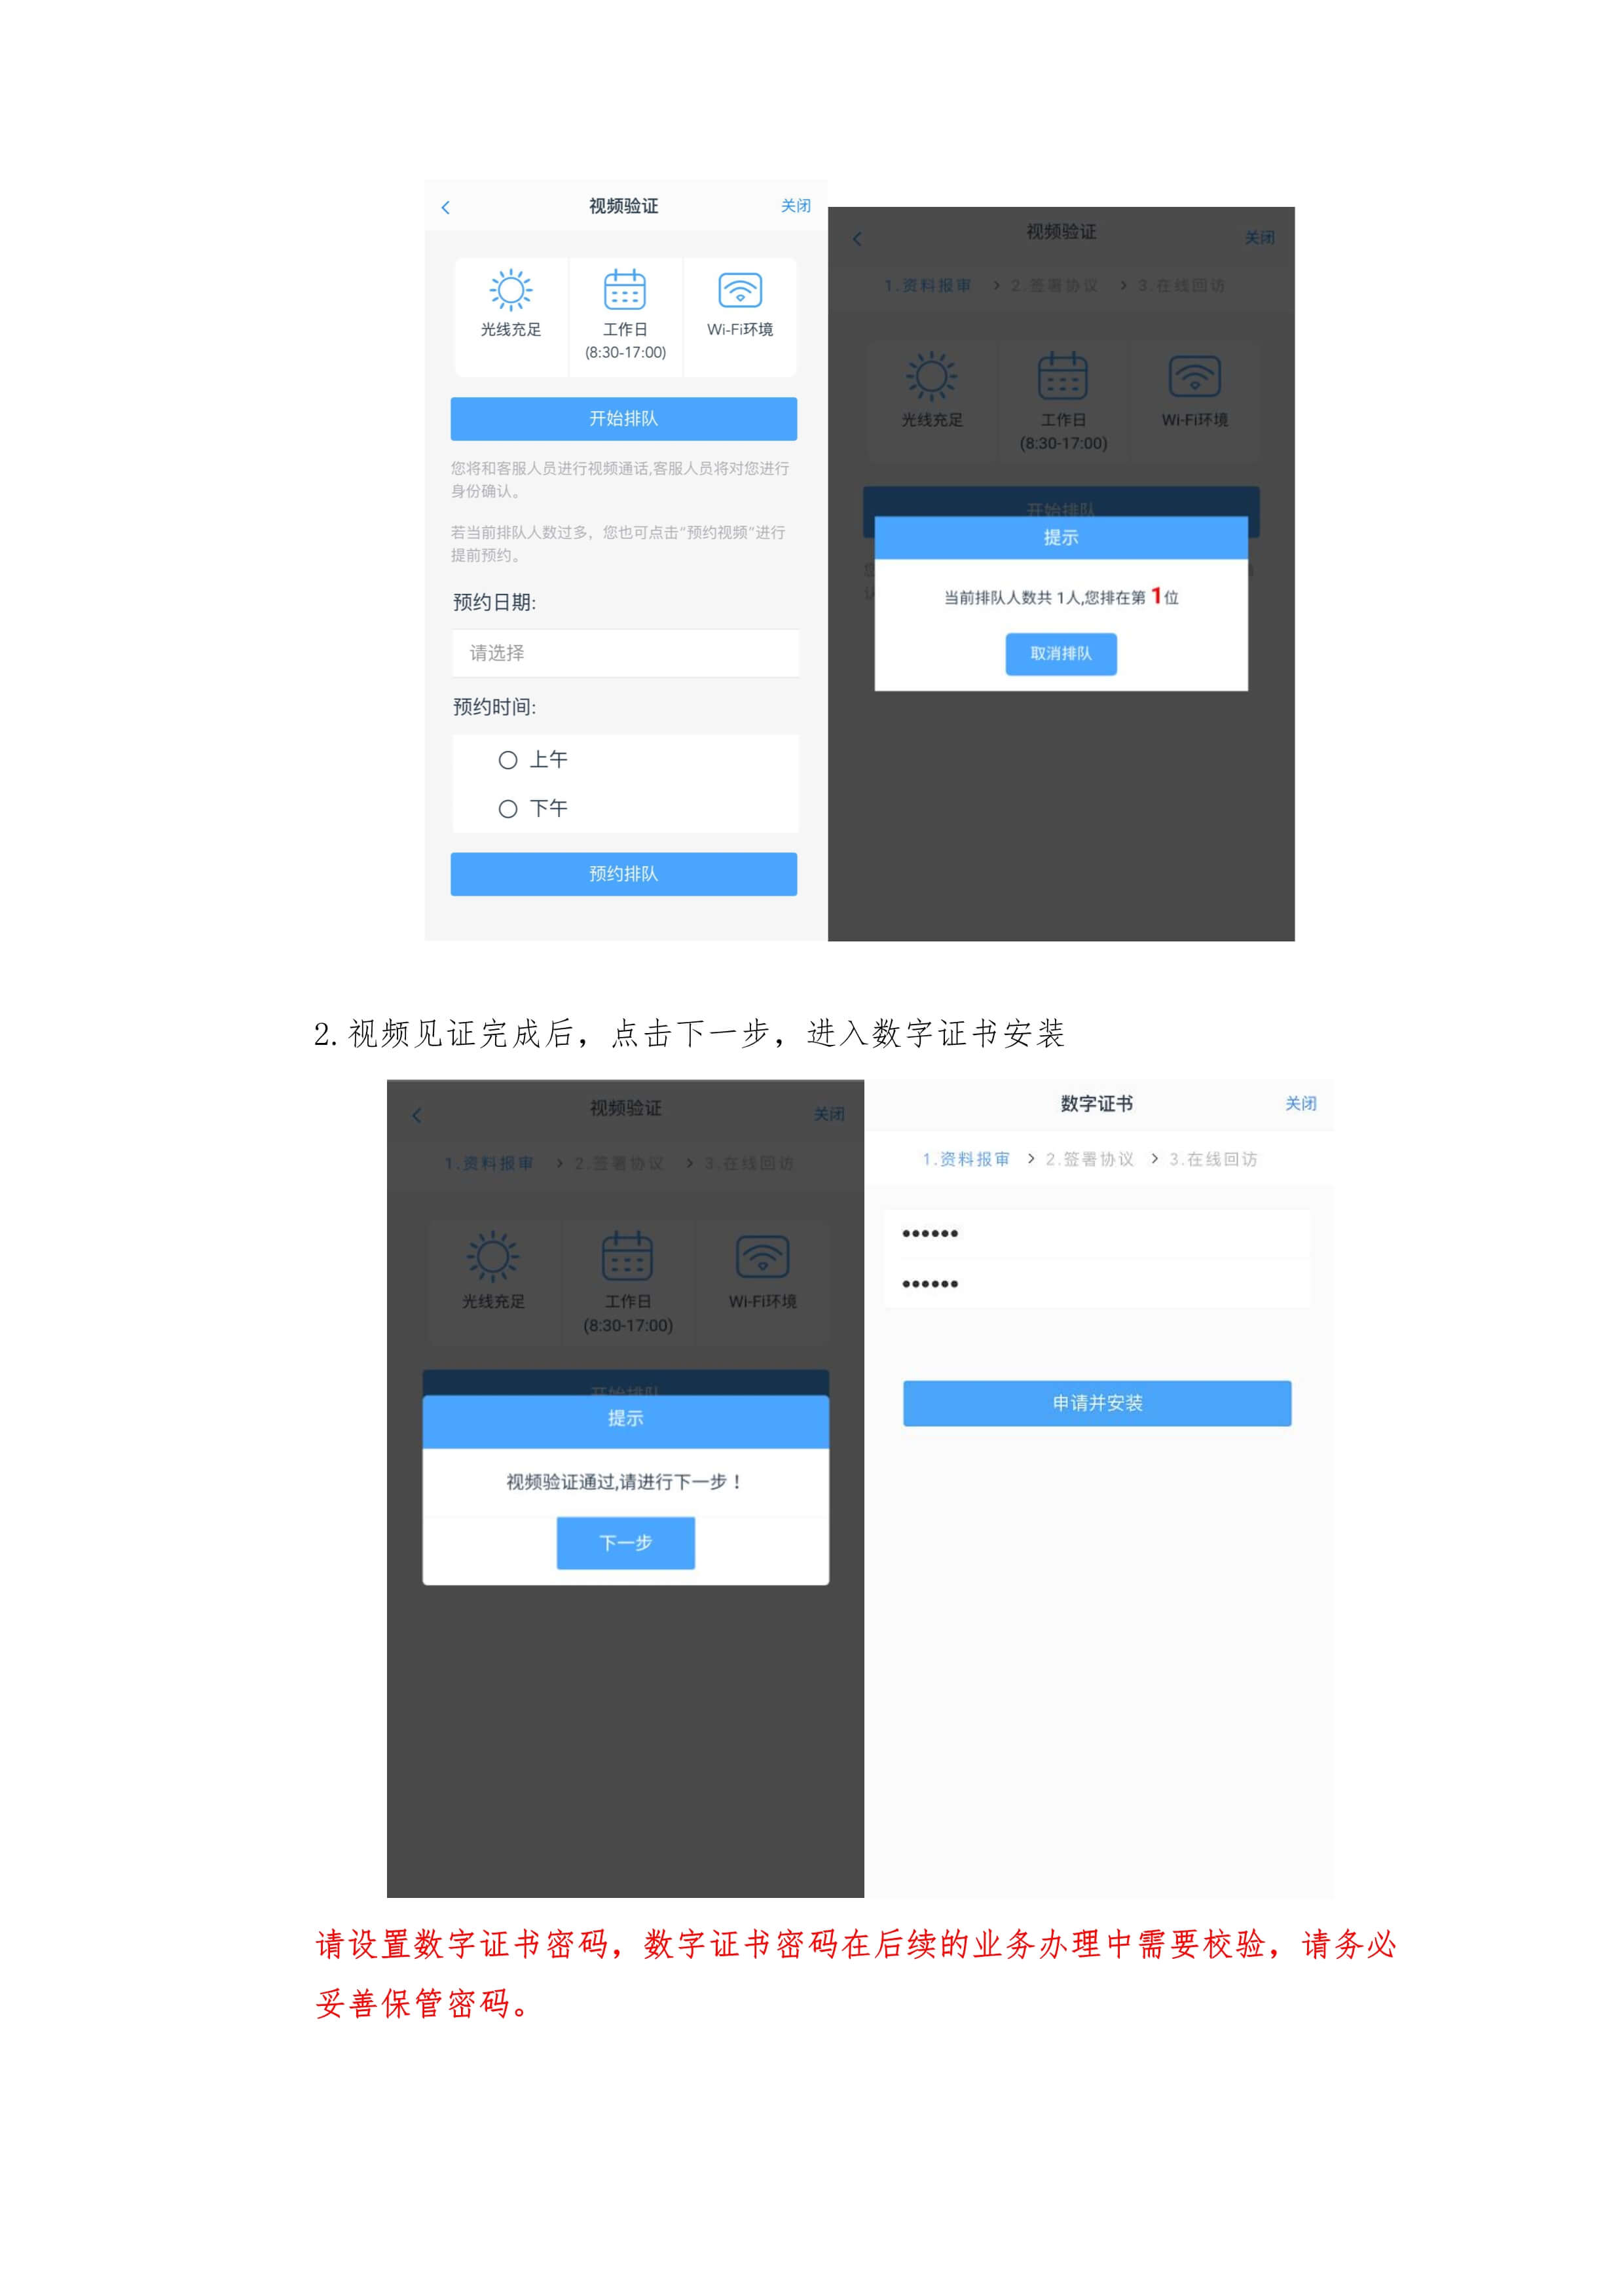 视频验证
关闭
光线充足
工作日
(8:30-17:00)
Wi-Fi环境
开始排队
您将和客服人员进行视频通话,客服人员将对您进行
身份确认。
若当前排队人数过多，您也可点击“预约视频”进行
提前预约。
预约日期:
请选择
预约时间:
上午
下午
预约排队
视频验证
关闭
1.资料报审 > 2.签署协议 > 3.在线回访
光线充足
工作日
(8:30-17:00)
Wi-Fi环境
开始排队
提示
当前排队人数共 1人,您排在第 1位
取消排队
2.视频见证完成后，点击下一步，进入数字证书安装
视频验证
关闭
1.资料报审 > 2.签署协议 > 3.在线回访
光线充足
工作日
(8:30-17:00)
Wi-Fi环境
开始排队
提示
视频验证通过,请进行下一步！
下一步
数字证书
关闭
1.资料报审 > 2.签署协议 > 3.在线回访
••••••
••••••
申请并安装
请设置数字证书密码，数字证书密码在后续的业务办理中需要校验，请务必
妥善保管密码。